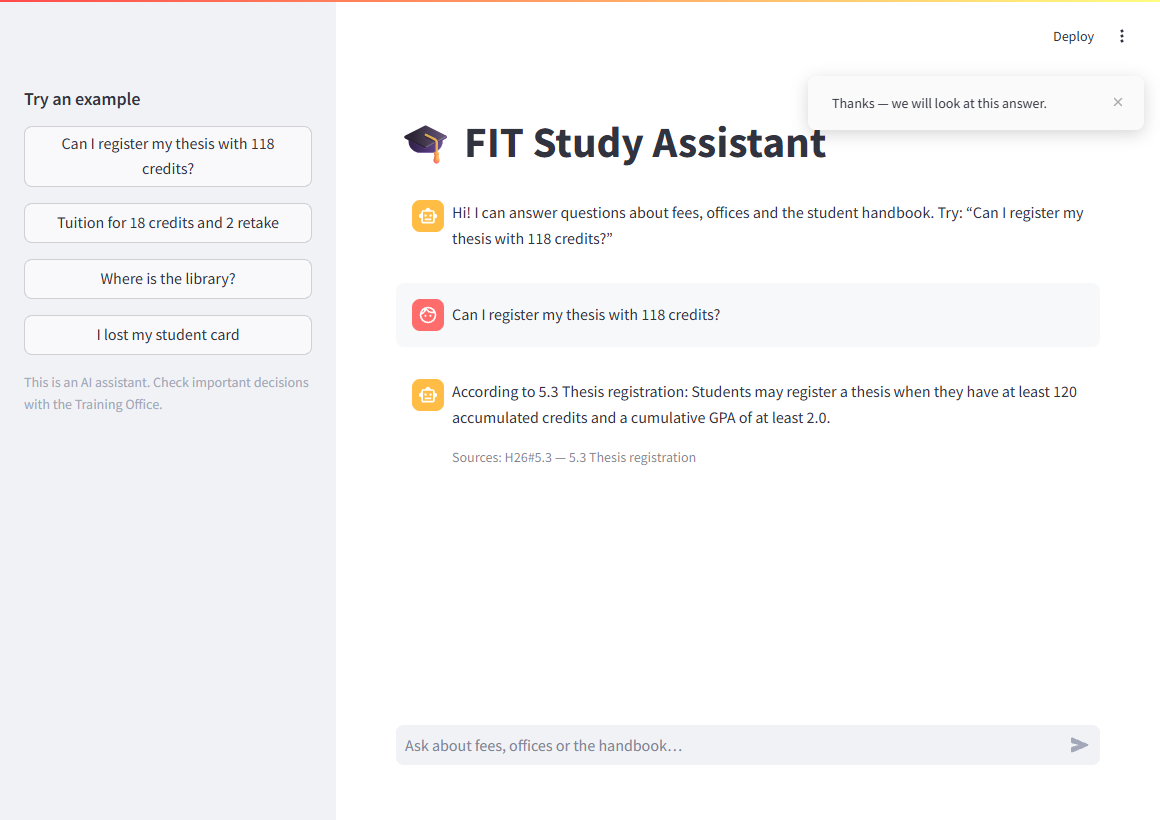 Deploy
Thanks — we will look at this answer.
Try an example
Can I register my thesis with 118
credits?
Tuition for 18 credits and 2 retake
Where is the library?
I lost my student card
This is an AI assistant. Check important decisions
with the Training Office.
FIT Study Assistant
Hi! I can answer questions about fees, offices and the student handbook. Try: “Can I register my
thesis with 118 credits?”
Can I register my thesis with 118 credits?
According to 5.3 Thesis registration: Students may register a thesis when they have at least 120
accumulated credits and a cumulative GPA of at least 2.0.
Sources: H26#5.3 — 5.3 Thesis registration
Ask about fees, offices or the handbook…